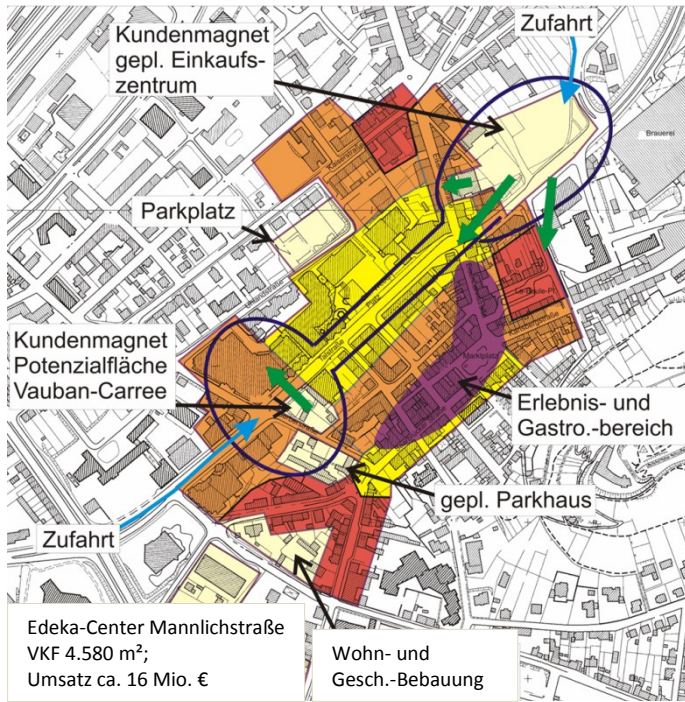 Kundenmagnet
gepl. Einkaufs-
zentrum
Zufahrt
Brauerei
Parkplatz
Kundenmagnet
Potenzialfläche
Vauban-Carree
Marktplatz
Erlebnis- und
Gastro.-bereich
gepl. Parkhaus
Zufahrt
Edeka-Center Mannlichstraße
VKF 4.580 m²;
Umsatz ca. 16 Mio. €
Wohn- und
Gesch.-Bebauung